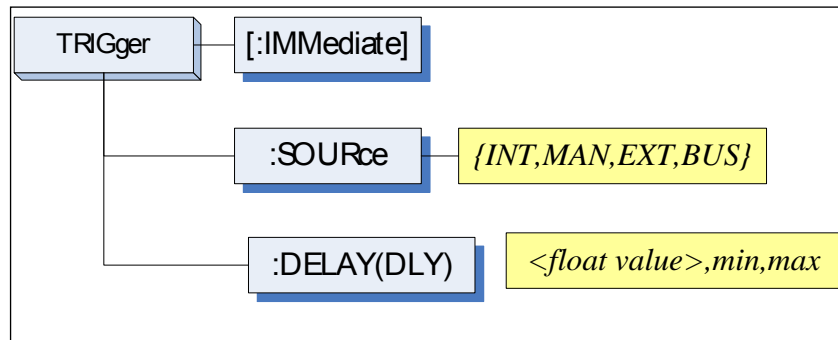 TRIGger
[:IMMediate]
:SOURce
{INT,MAN,EXT,BUS}
:DELAY(DLY)
<float value>,min,max